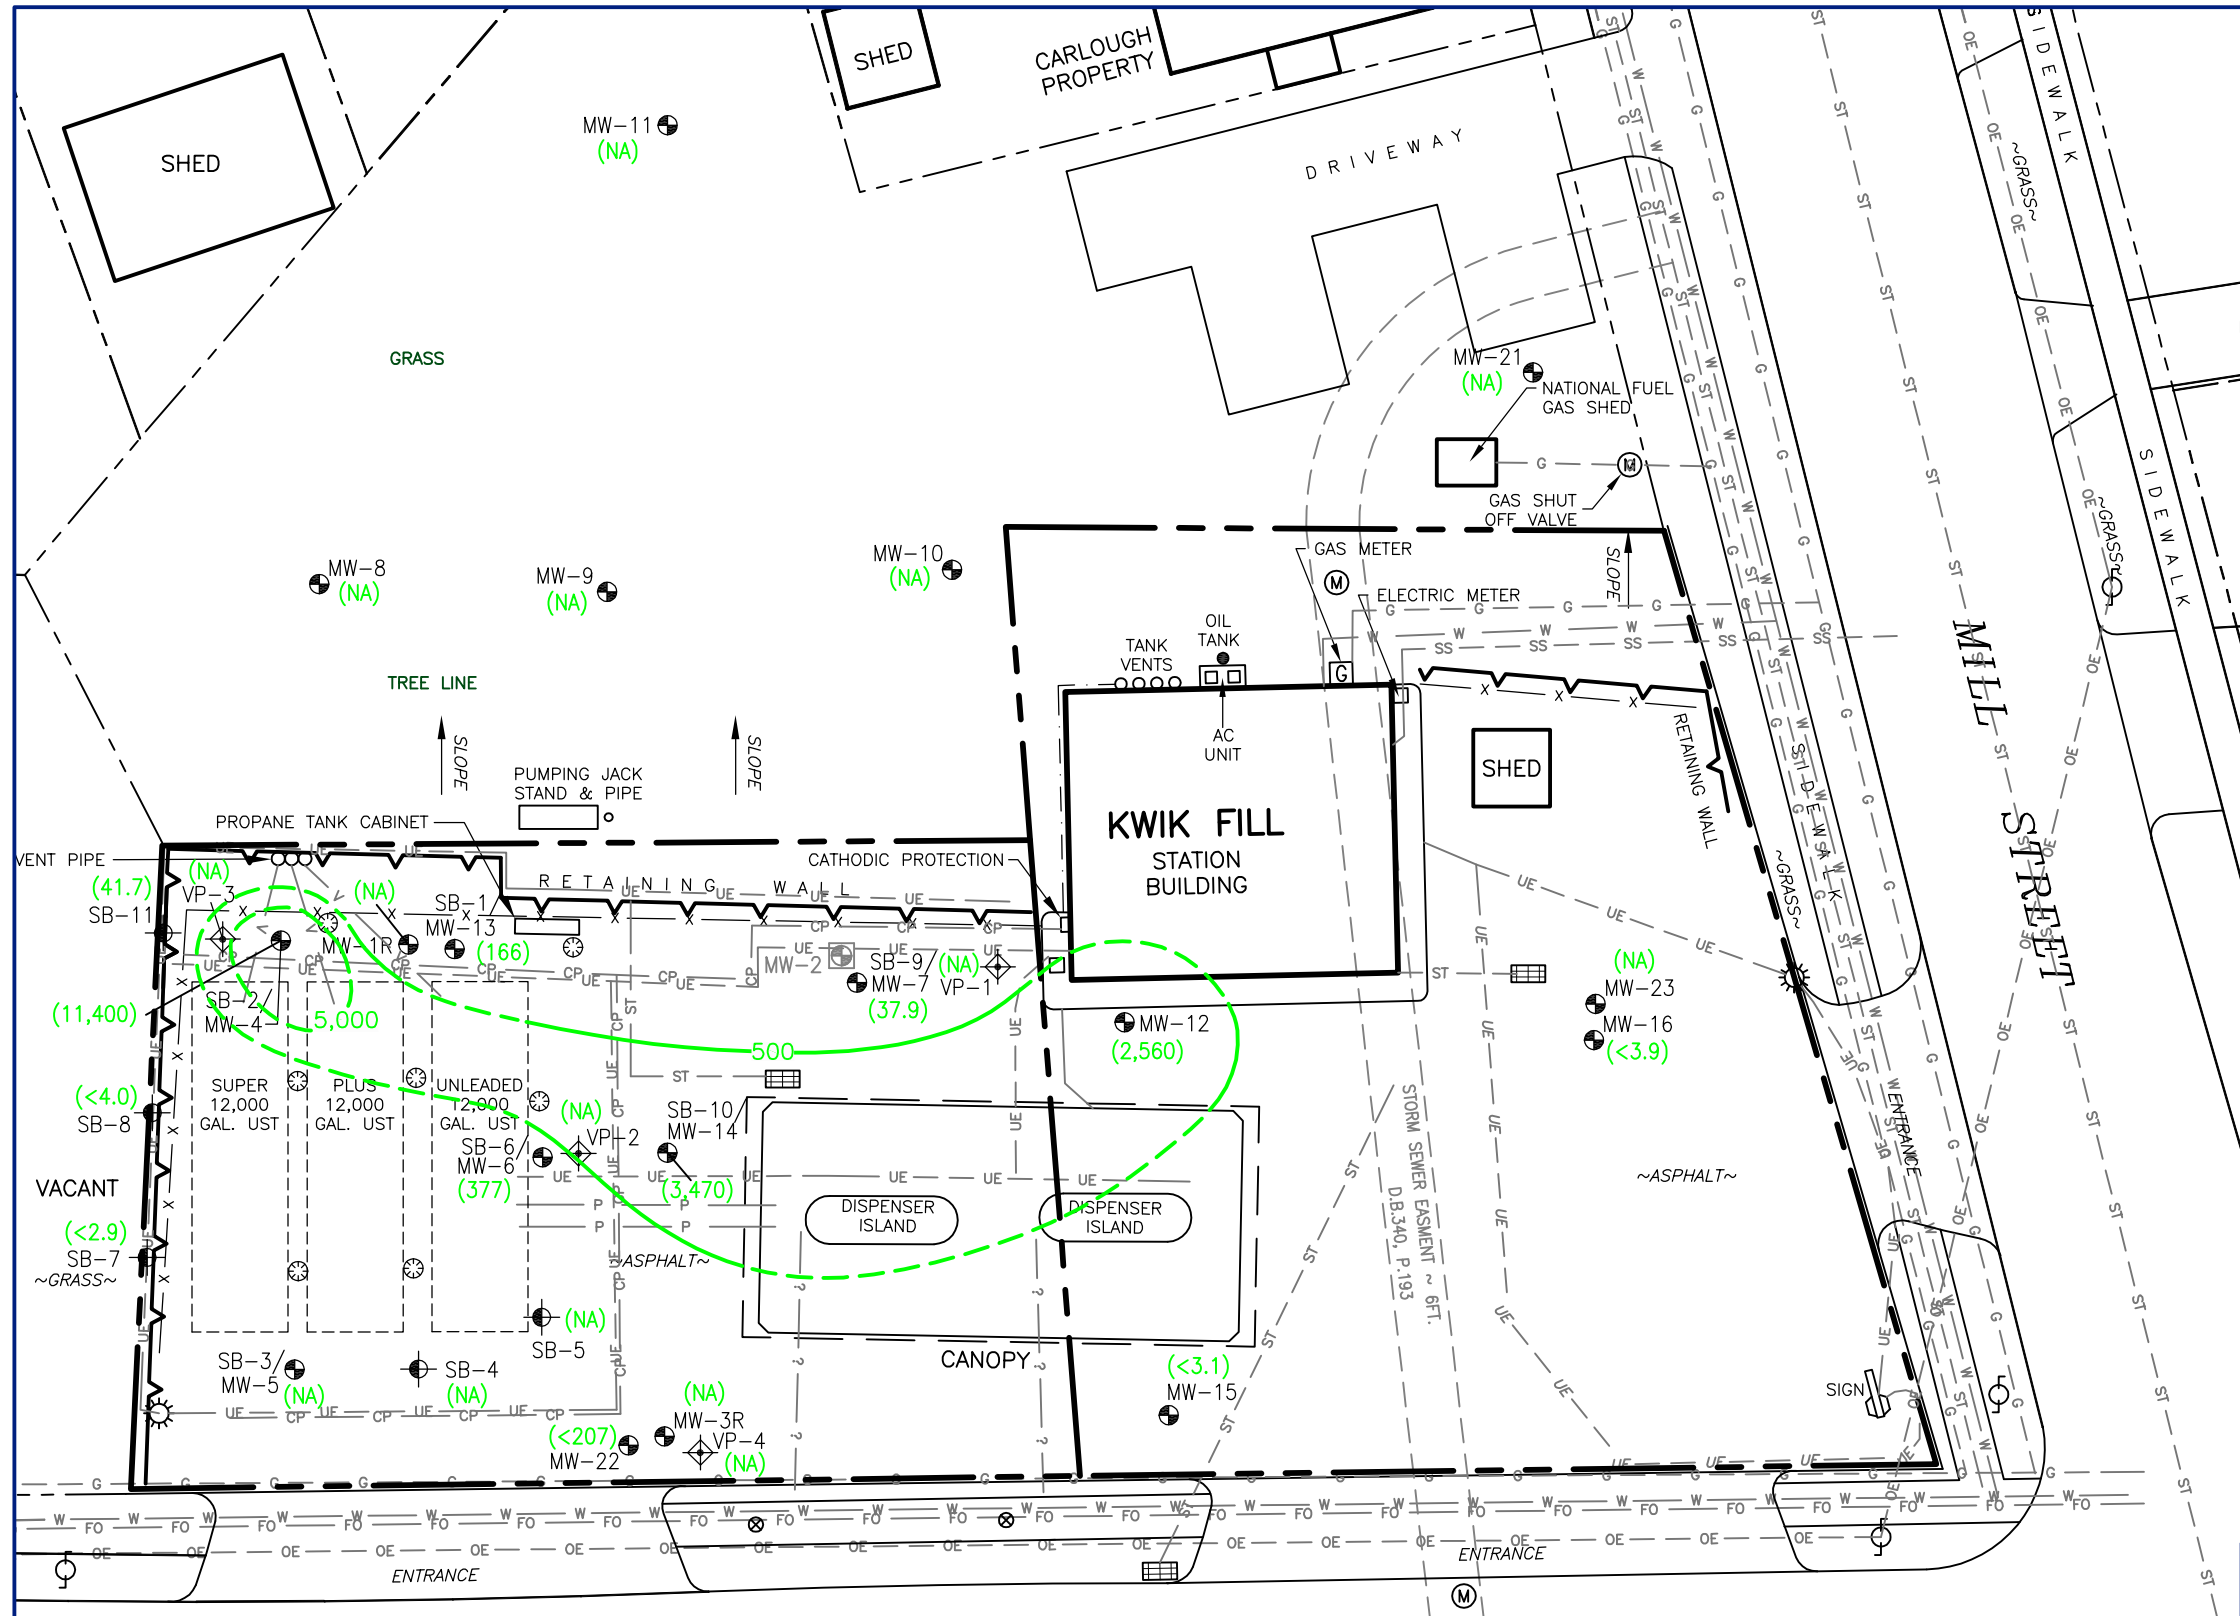 SHED
SHED
CARLOUGH
PROPERTY
MW-11
(NA)
DRIVEWAY
SIDEWALK
~GRASS~
GRASS
MW-21
(NA)
NATIONAL FUEL
GAS SHED
GAS SHUT
OFF VALVE
M
SIDEWALK
~GRASS~
MW-8
(NA)
MW-9
(NA)
MW-10
(NA)
GAS METER
M
ELECTRIC METER
SLOPE
OIL
TANK
TANK
VENTS
G
AC
UNIT
TREE LINE
SLOPE
SLOPE
PUMPING JACK
STAND & PIPE
PROPANE TANK CABINET
VENT PIPE
CATHODIC PROTECTION
KWIK FILL
STATION
BUILDING
SHED
RETAINING WALL
SIDEWALK
~GRASS~
MILL STREET
RETAINING WALL
(NA)
VP-3
(41.7)
SB-11
(NA)
MW-1R
SB-1
MW-13
(166)
MW-2
SB-9/
MW-7
(37.9)
(NA)
VP-1
(11,400)
SB-2/
MW-4
5,000
500
MW-12
(2,560)
(NA)
MW-23
MW-16
(<3.9)
(<4.0)
SB-8
SUPER
12,000
GAL. UST
PLUS
12,000
GAL. UST
UNLEADED
12,000
GAL. UST
(NA)
VP-2
SB-6
MW-6
(377)
SB-10
MW-14
(3,470)
VACANT
(<2.9)
SB-7
~GRASS~
~ASPHALT~
DISPENSER
ISLAND
DISPENSER
ISLAND
STORM SEWER EASMENT ~ 6FT.
D.B.340, P.193
~ASPHALT~
ENTRANCE
(NA)
SB-5
SB-3/
MW-5
(NA)
SB-4
(NA)
CANOPY
(<3.1)
MW-15
SIGN
(NA)
MW-3R
(<207)
MW-22
VP-4
(NA)
ENTRANCE
ENTRANCE
M